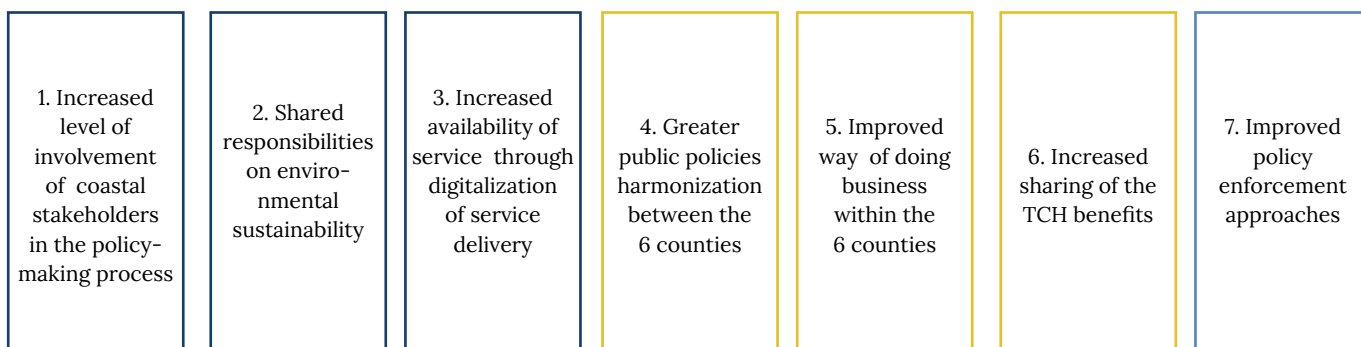 1. Increased
level of
involvement
of coastal
stakeholders
in the policy-
making process
2. Shared
responsibilities
on enviro-
nmental
sustainability
3. Increased
availability of
service through
digitalization
of service
delivery
4. Greater
public policies
harmonization
between the
6 counties
5. Improved
way of doing
business
within the
6 counties
6. Increased
sharing of the
TCH benefits
7. Improved
policy
enforcement
approaches